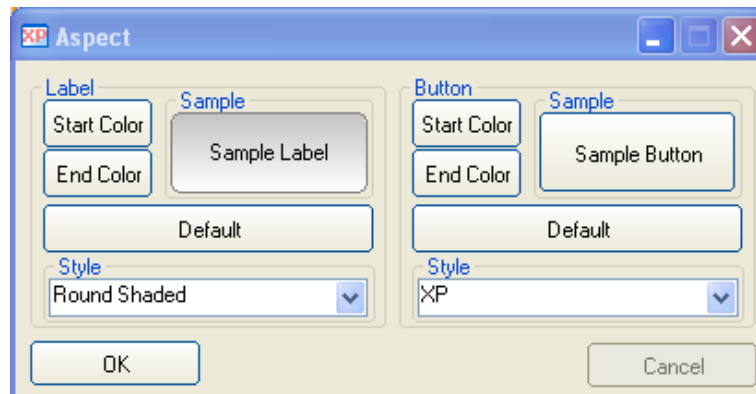 XP Aspect
Label
Start Color
End Color
Sample
Sample Label
Default
Style
Round Shaded
Button
Start Color
End Color
Sample
Sample Button
Default
Style
XP
OK
Cancel